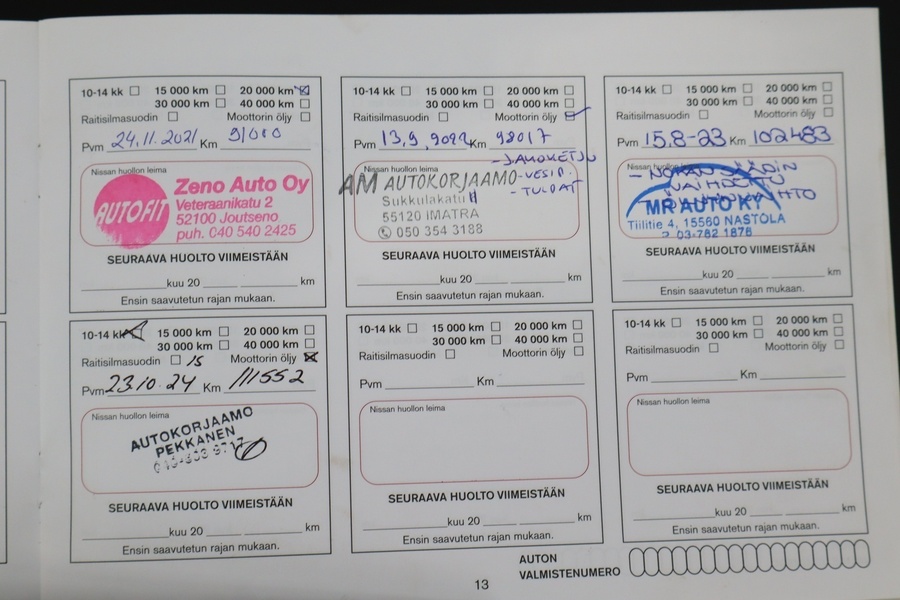 10-14 kk 15 000 km 20 000 km
30 000 km 40 000 km
Raitisilmasuodin Moottorin öljy
Pvm 24.11.2021 Km
Nissan huollon leima
AUTOFIT
Zeno Auto Oy
Veteraanikatu 2
52100 Joutseno
puh. 040 540 2425
SEURAAVA HUOLTO VIIMEISTÄÄN
kuu 20 km
Ensin saavutetun rajan mukaan.
10-14 kk 15 000 km 20 000 km
30 000 km 40 000 km
Raitisilmasuodin Moottorin öljy
Pvm 13.9.2022 Km 98017
- JAKOKETJU
- VESIP.
- TULPAT
Nissan huollon leima
AM AUTOKORJAAMO
Sukkulakatu 11
55120 IMATRA
050 354 3188
SEURAAVA HUOLTO VIIMEISTÄÄN
kuu 20 km
Ensin saavutetun rajan mukaan.
10-14 kk 15 000 km 20 000 km
30 000 km 40 000 km
Raitisilmasuodin Moottorin öljy
Pvm 15.8-23 Km 102483
Nissan huollon leima
MR AUTO KY
Tiilitie 4, 15560 NASTOLA
03-782 1878
SEURAAVA HUOLTO VIIMEISTÄÄN
kuu 20 km
Ensin saavutetun rajan mukaan.
10-14 kk 15 000 km 20 000 km
30 000 km 40 000 km
Raitisilmasuodin 15 Moottorin öljy
Pvm 23.10.24 Km 111552
Nissan huollon leima
AUTOKORJAAMO
PEKKANEN
SEURAAVA HUOLTO VIIMEISTÄÄN
kuu 20 km
Ensin saavutetun rajan mukaan.
10-14 kk 15 000 km 20 000 km
30 000 km 40 000 km
Raitisilmasuodin Moottorin öljy
Pvm Km
Nissan huollon leima
SEURAAVA HUOLTO VIIMEISTÄÄN
kuu 20 km
Ensin saavutetun rajan mukaan.
10-14 kk 15 000 km 20 000 km
30 000 km 40 000 km
Raitisilmasuodin Moottorin öljy
Pvm Km
Nissan huollon leima
SEURAAVA HUOLTO VIIMEISTÄÄN
kuu 20 km
Ensin saavutetun rajan mukaan.
AUTON
VALMISTENUMERO
13